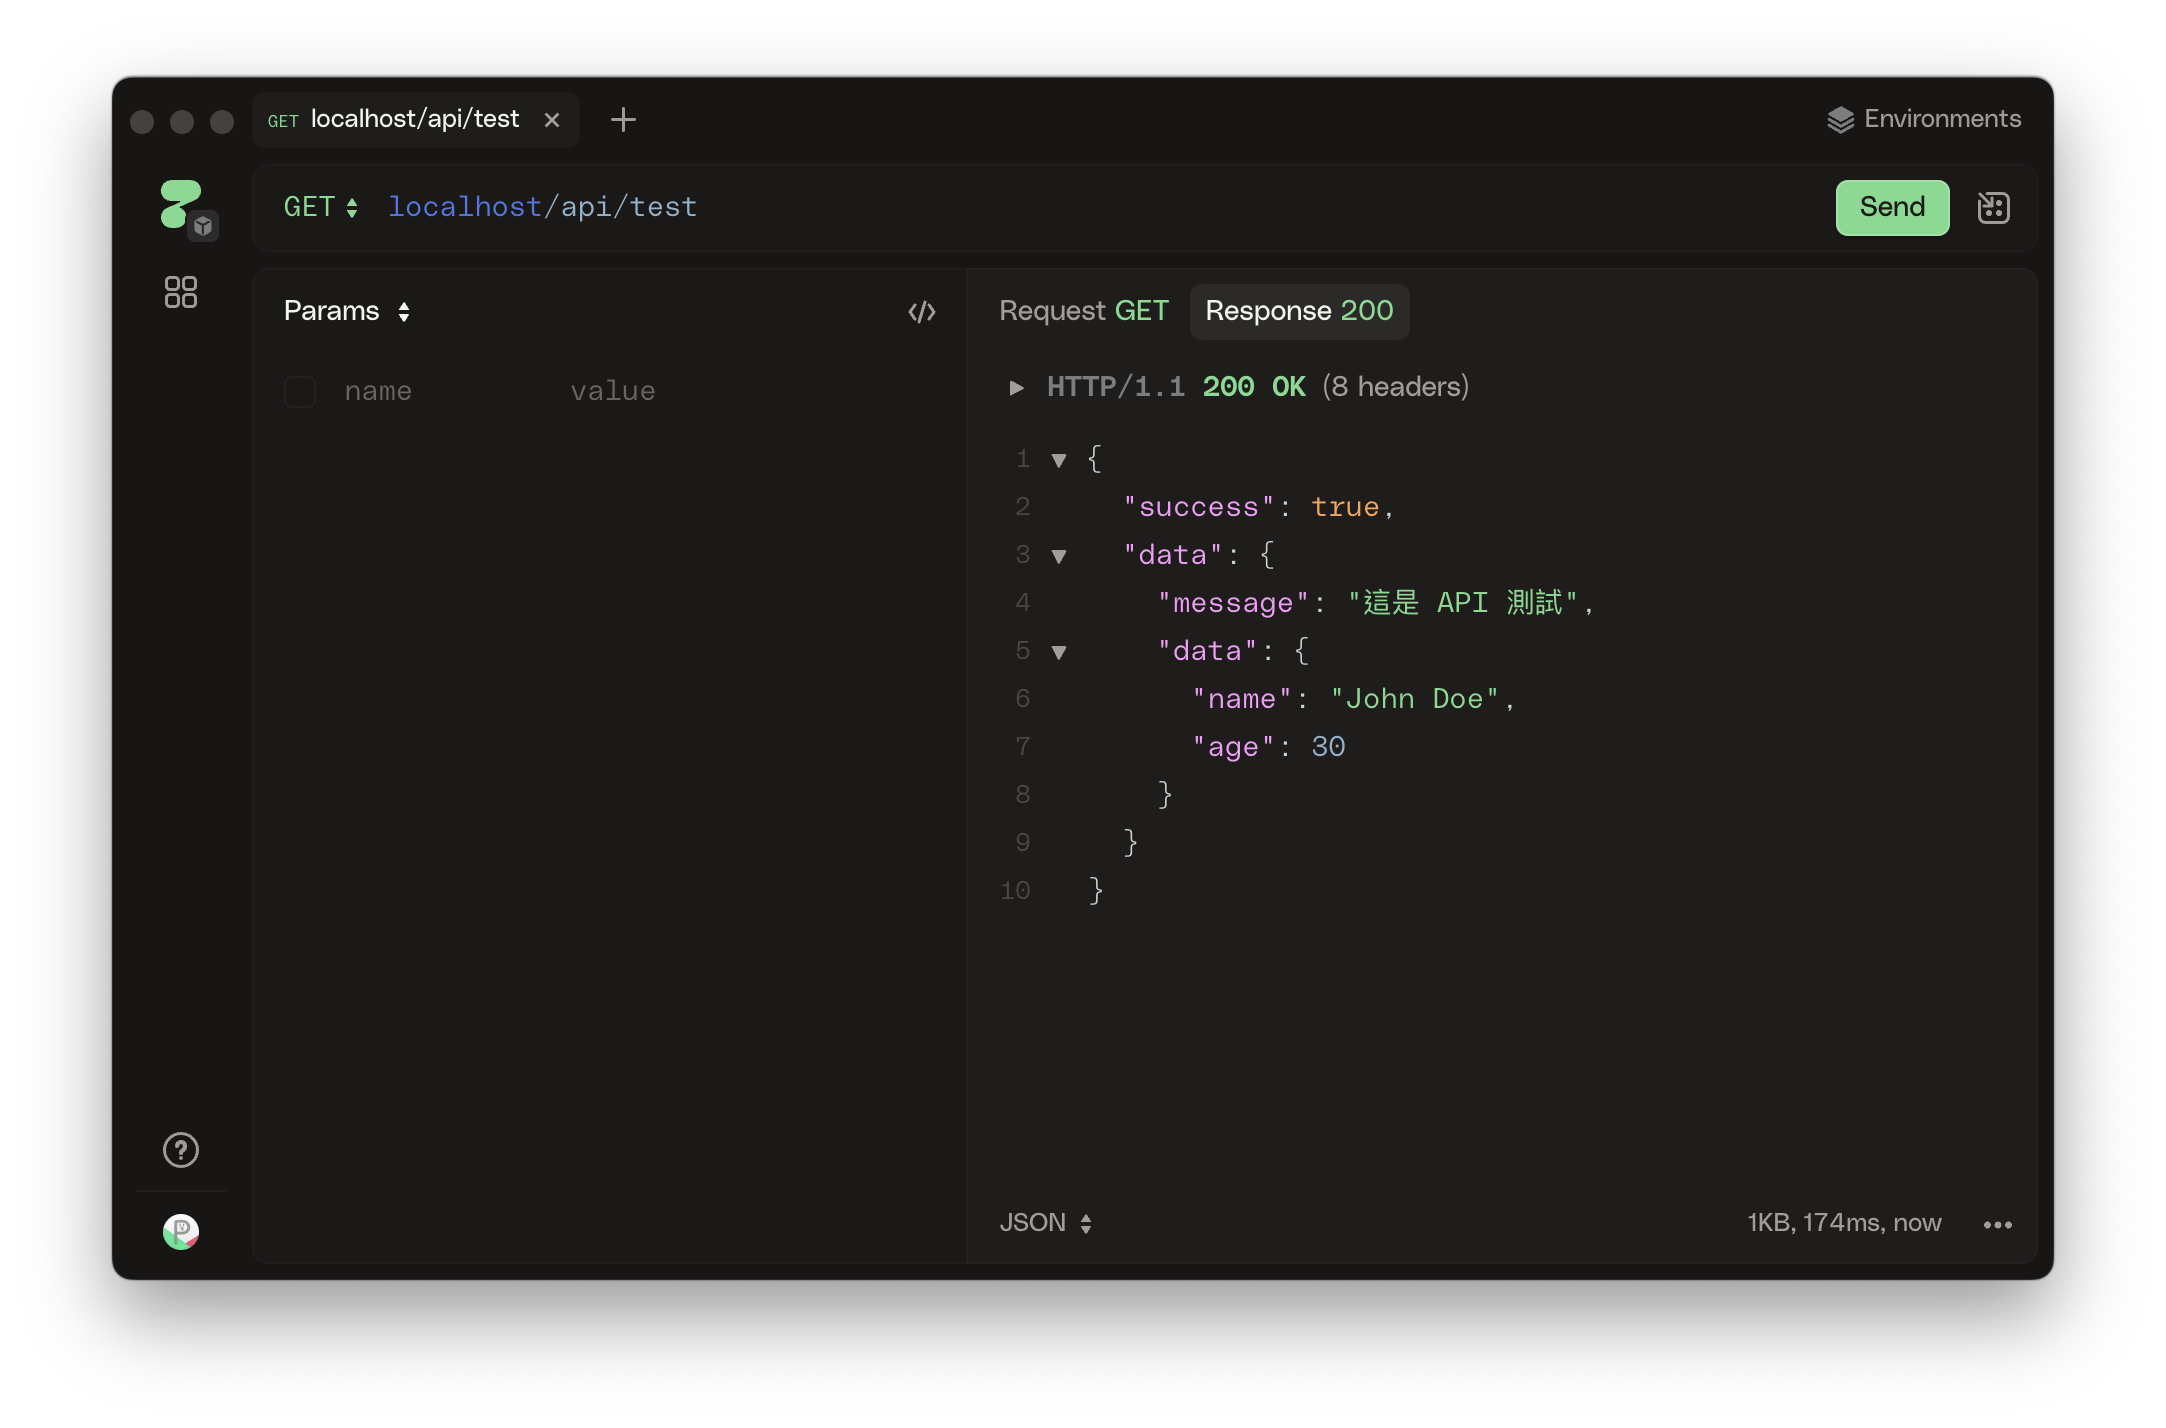 GET localhost/api/test
Environments
GET localhost/api/test
Send
Params
name value
Request GET Response 200
HTTP/1.1 200 OK (8 headers)
1 {
2 "success": true,
3 "data": {
4 "message": "這是 API 測試",
5 "data": {
6 "name": "John Doe",
7 "age": 30
8 }
9 }
10 }
JSON
1KB, 174ms, now